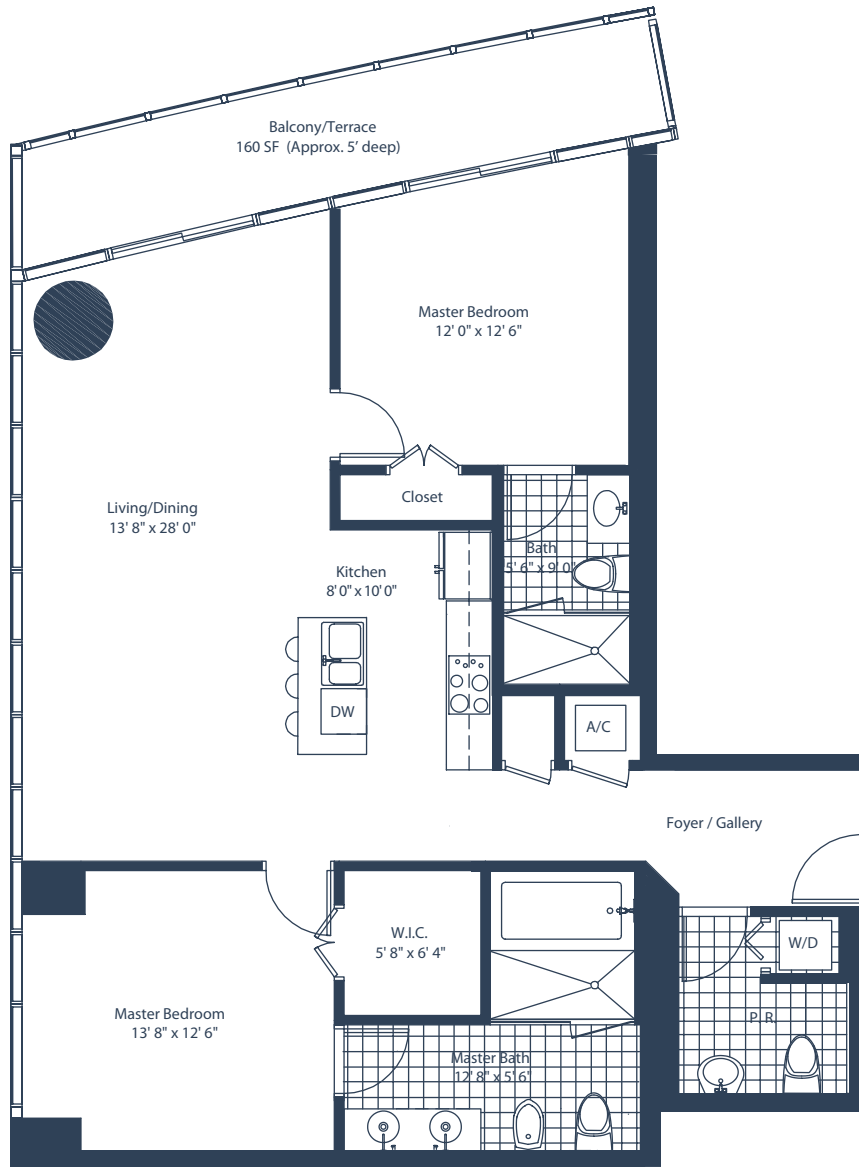 Balcony/Terrace
160 SF (Approx. 5' deep)
Master Bedroom
12' 0" x 12' 6"
Closet
Living/Dining
13' 8" x 28' 0"
Bath
5' 6" x 9' 0"
Kitchen
8' 0" x 10' 0"
DW
A/C
Foyer / Gallery
W.I.C.
5' 8" x 6' 4"
W/D
Master Bedroom
13' 8" x 12' 6"
P. R.
Master Bath
12' 8" x 5' 6"